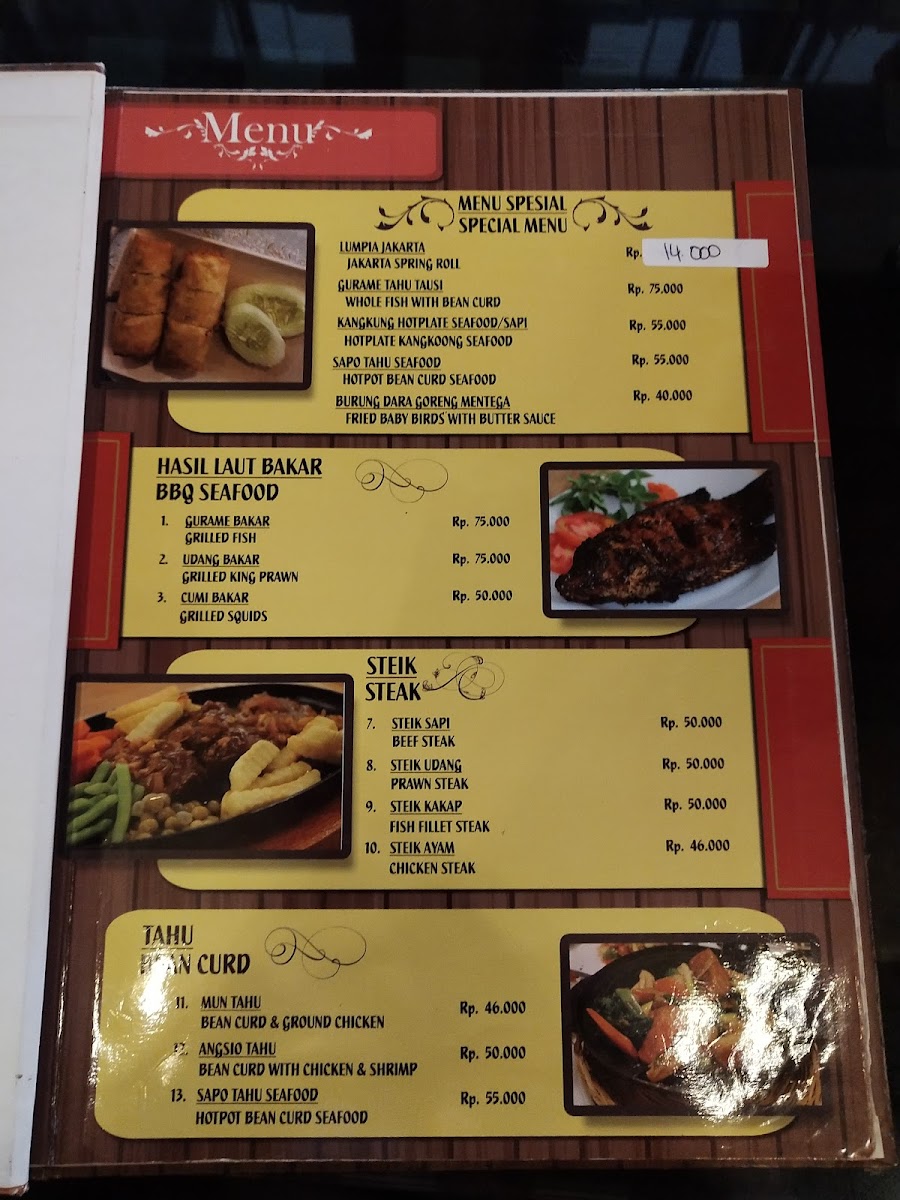 Menu
MENU SPESIAL
SPECIAL MENU
LUMPIA JAKARTA Rp. 14.000
JAKARTA SPRING ROLL
GURAME TAHU TAUSI Rp. 75.000
WHOLE FISH WITH BEAN CURD
KANGKUNG HOTPLATE SEAFOOD/SAPI Rp. 55.000
HOTPLATE KANGKOONG SEAFOOD
SAPO TAHU SEAFOOD Rp. 55.000
HOTPOT BEAN CURD SEAFOOD
BURUNG DARA GORENG MENTEGA Rp. 40.000
FRIED BABY BIRDS WITH BUTTER SAUCE
HASIL LAUT BAKAR
BBQ SEAFOOD
1. GURAME BAKAR Rp. 75.000
GRILLED FISH
2. UDANG BAKAR Rp. 75.000
GRILLED KING PRAWN
3. CUMI BAKAR Rp. 50.000
GRILLED SQUIDS
STEIK
STEAK
7. STEIK SAPI Rp. 50.000
BEEF STEAK
8. STEIK UDANG Rp. 50.000
PRAWN STEAK
9. STEIK KAKAP Rp. 50.000
FISH FILLET STEAK
10. STEIK AYAM Rp. 46.000
CHICKEN STEAK
TAHU
BEAN CURD
11. MUN TAHU Rp. 46.000
BEAN CURD & GROUND CHICKEN
12. ANGSIO TAHU Rp. 50.000
BEAN CURD WITH CHICKEN & SHRIMP
13. SAPO TAHU SEAFOOD Rp. 55.000
HOTPOT BEAN CURD SEAFOOD